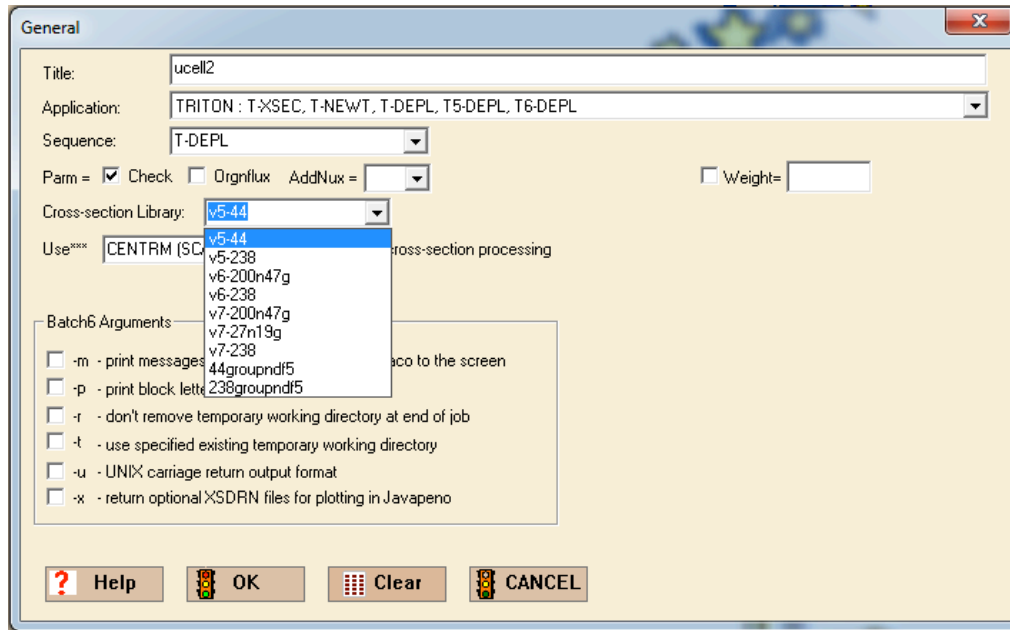 General
Title: ucell2
Application: TRITON : T-XSEC, T-NEWT, T-DEPL, T5-DEPL, T6-DEPL
Sequence: T-DEPL
Parm = Check Orgnflux AddNux = Weight=
Cross-section Library: v5-44
v5-44
Use*** CENTRM (SC ross-section processing
v5-238
v6-200n47g
v6-238
v7-200n47g
Batch6 Arguments
v7-27n19g
v7-238
-m - print messages aco to the screen
44groupndf5
-p - print block lette 238groupndf5
-r - don't remove temporary working directory at end of job
-t - use specified existing temporary working directory
-u - UNIX carriage return output format
-x - return optional XSDRN files for plotting in Javapeno
? Help OK Clear CANCEL